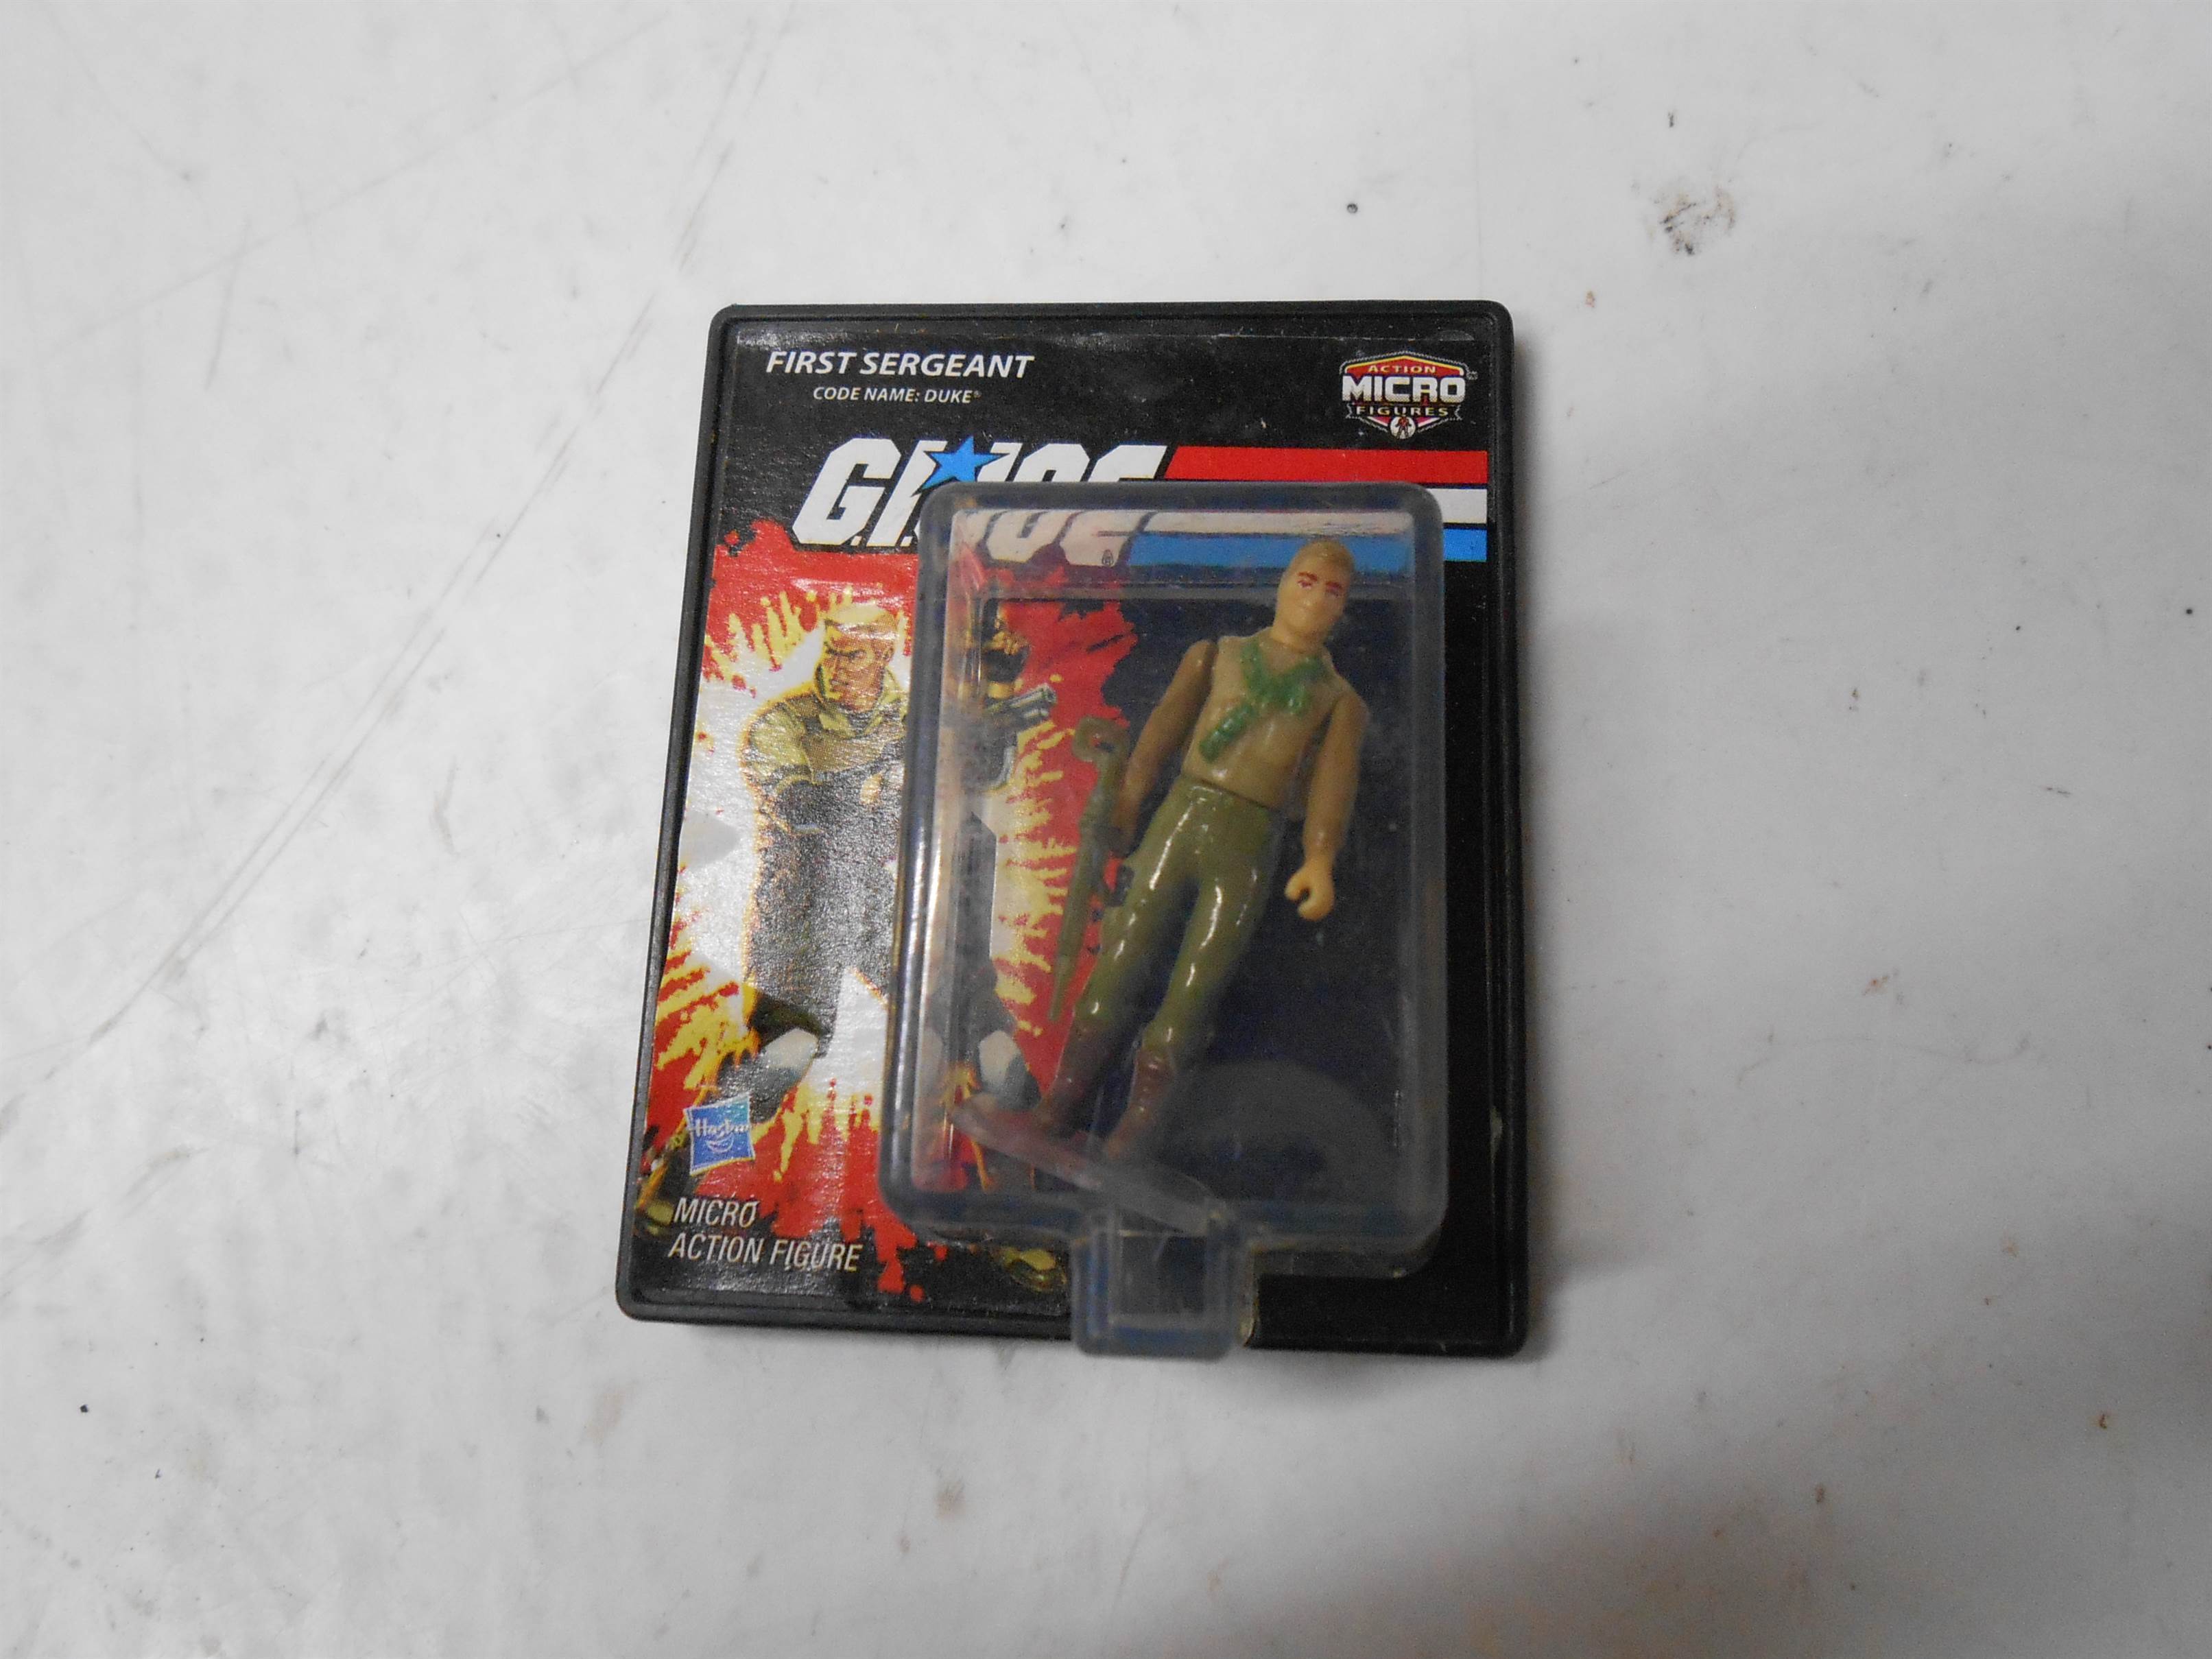 FIRST SERGEANT
CODE NAME: DUKE®
ACTION
MICRO
FIGURES
G.I. JOE
Hasbro
MICRO
ACTION FIGURE